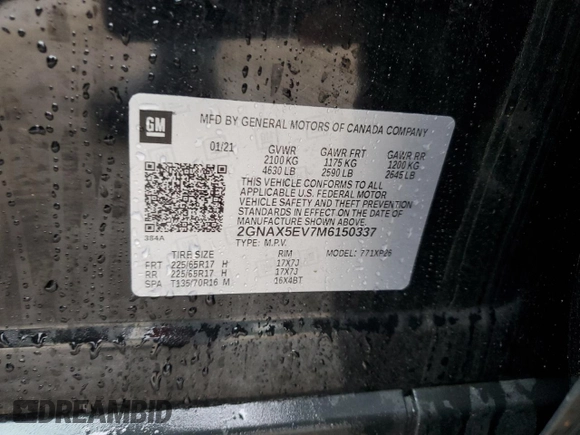 GM
MFD BY GENERAL MOTORS OF CANADA COMPANY
01/21 GVWR GAWR FRT GAWR RR
2100 KG 1175 KG 1200 KG
4630 LB 2590 LB 2645 LB
THIS VEHICLE CONFORMS TO ALL
APPLICABLE U.S. FEDERAL MOTOR
VEHICLE SAFETY AND THEFT PREVENTION
STANDARDS IN EFFECT ON THE DATE OF
MANUFACTURE SHOWN ABOVE.
2GNAX5EV7M6150337
384A TYPE: M.P.V.
TIRE SIZE RIM MODEL: 771XP26
FRT 225/65R17 H 17X7J
RR 225/65R17 H 17X7J
SPA T135/70R16 M 16X4BT
DREAMBID